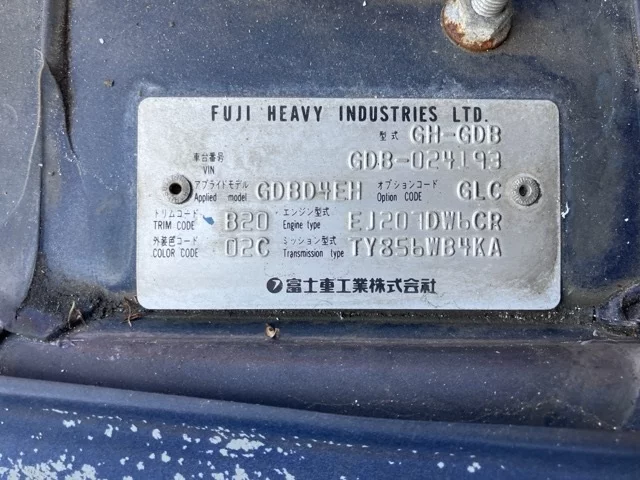 FUJI HEAVY INDUSTRIES LTD.
型式 GH-GDB
車台番号 VIN GDB-024193
アプライドモデル Applied model GDBD4EH オプションコード Option CODE GLC
トリムコード TRIM CODE B20 エンジン型式 Engine type EJ207DW6CR
外装色コード COLOR CODE 02C ミッション型式 Transmission type TY856WB4KA
富士重工業株式会社